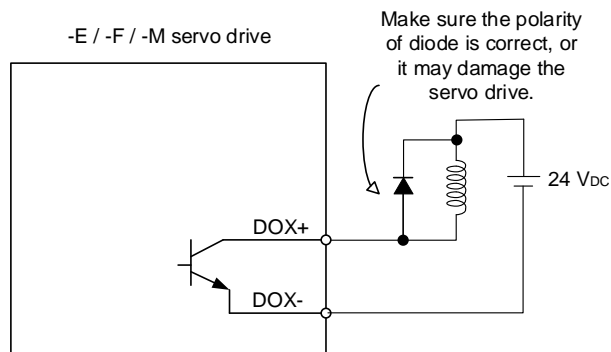 -E / -F / -M servo drive
Make sure the polarity
of diode is correct, or
it may damage the
servo drive.
24 VDC
DOX+
DOX-